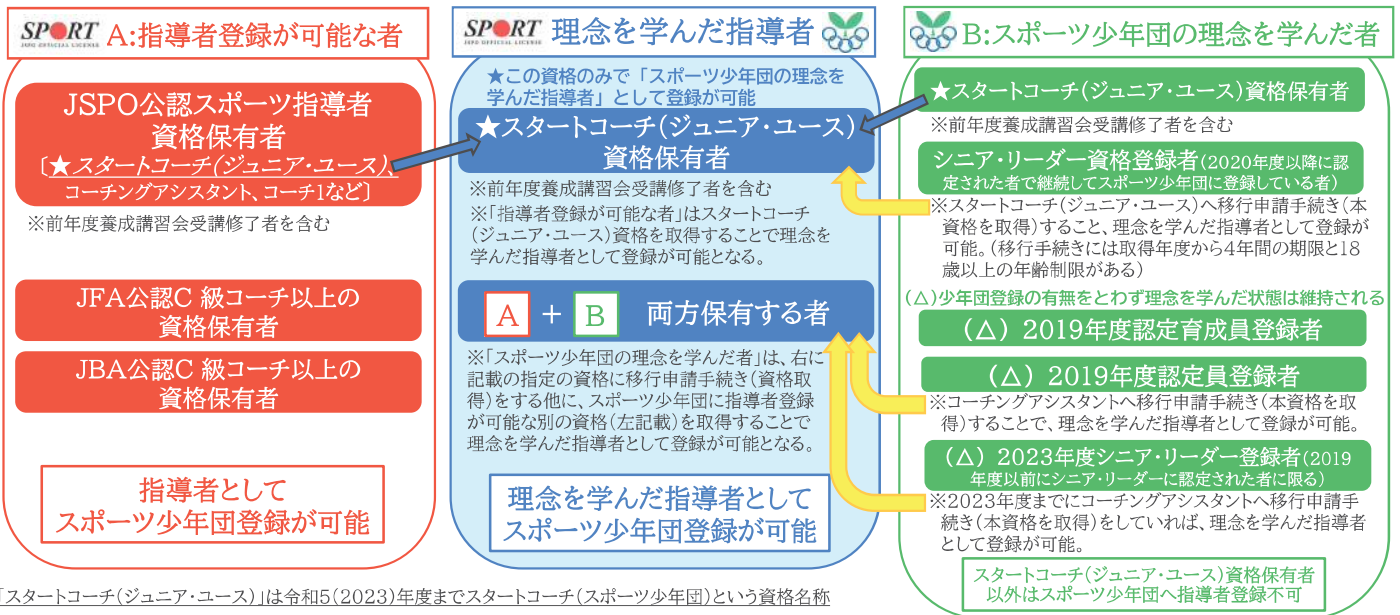 SPORT
JSPO OFFICIAL LICENSE
A:指導者登録が可能な者
JSPO公認スポーツ指導者
資格保有者
〔★スタートコーチ(ジュニア・ユース)、
コーチングアシスタント、コーチ1など〕
※前年度養成講習会受講修了者を含む
JFA公認C 級コーチ以上の
資格保有者
JBA公認C 級コーチ以上の
資格保有者
指導者として
スポーツ少年団登録が可能
SPORT
JSPO OFFICIAL LICENSE
理念を学んだ指導者
★この資格のみで「スポーツ少年団の理念を
学んだ指導者」として登録が可能
★スタートコーチ(ジュニア・ユース)
資格保有者
※前年度養成講習会受講修了者を含む
※「指導者登録が可能な者」はスタートコーチ
(ジュニア・ユース)資格を取得することで理念を
学んだ指導者として登録が可能となる。
A + B 両方保有する者
※「スポーツ少年団の理念を学んだ者」は、右に
記載の指定の資格に移行申請手続き(資格取
得)をする他に、スポーツ少年団に指導者登録
が可能な別の資格(左記載)を取得することで
理念を学んだ指導者として登録が可能となる。
理念を学んだ指導者として
スポーツ少年団登録が可能
B:スポーツ少年団の理念を学んだ者
★スタートコーチ(ジュニア・ユース)資格保有者
※前年度養成講習会受講修了者を含む
シニア・リーダー資格登録者(2020年度以降に認
定された者で継続してスポーツ少年団に登録している者)
※スタートコーチ(ジュニア・ユース)へ移行申請手続き(本
資格を取得)すること、理念を学んだ指導者として登録が
可能。(移行手続きには取得年度から4年間の期限と18
歳以上の年齢制限がある)
(△)少年団登録の有無をとわず理念を学んだ状態は維持される
(△) 2019年度認定育成員登録者
(△) 2019年度認定員登録者
※コーチングアシスタントへ移行申請手続き(本資格を取
得)することで、理念を学んだ指導者として登録が可能。
(△) 2023年度シニア・リーダー登録者(2019
年度以前にシニア・リーダーに認定された者に限る)
※2023年度までにコーチングアシスタントへ移行申請手
続き(本資格を取得)をしていれば、理念を学んだ指導者
として登録が可能。
スタートコーチ(ジュニア・ユース)資格保有者
以外はスポーツ少年団へ指導者登録不可
「スタートコーチ(ジュニア・ユース)」は令和5(2023)年度までスタートコーチ(スポーツ少年団)という資格名称